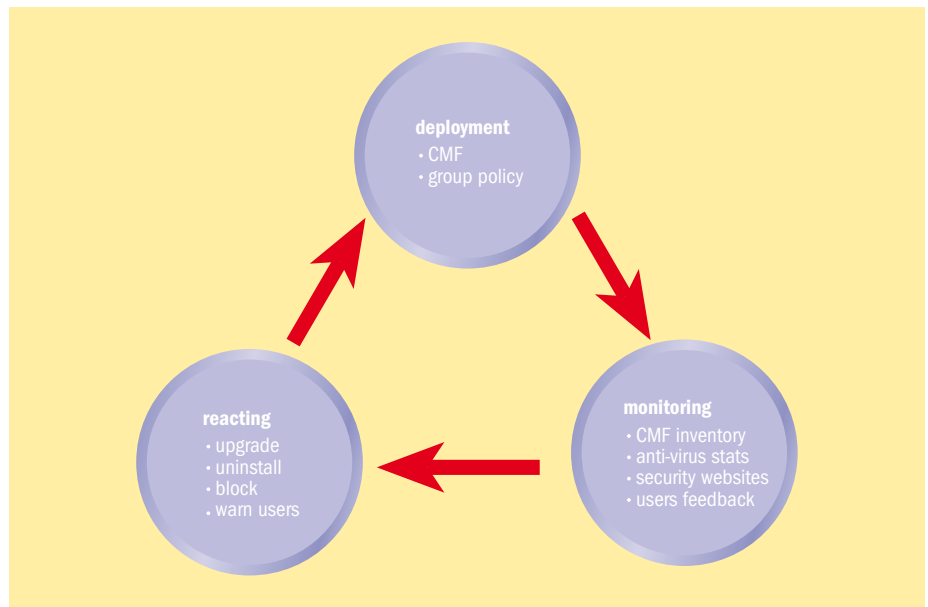 deployment
• CMF
• group policy
reacting
• upgrade
• uninstall
• block
• warn users
monitoring
• CMF inventory
• anti-virus stats
• security websites
• users feedback